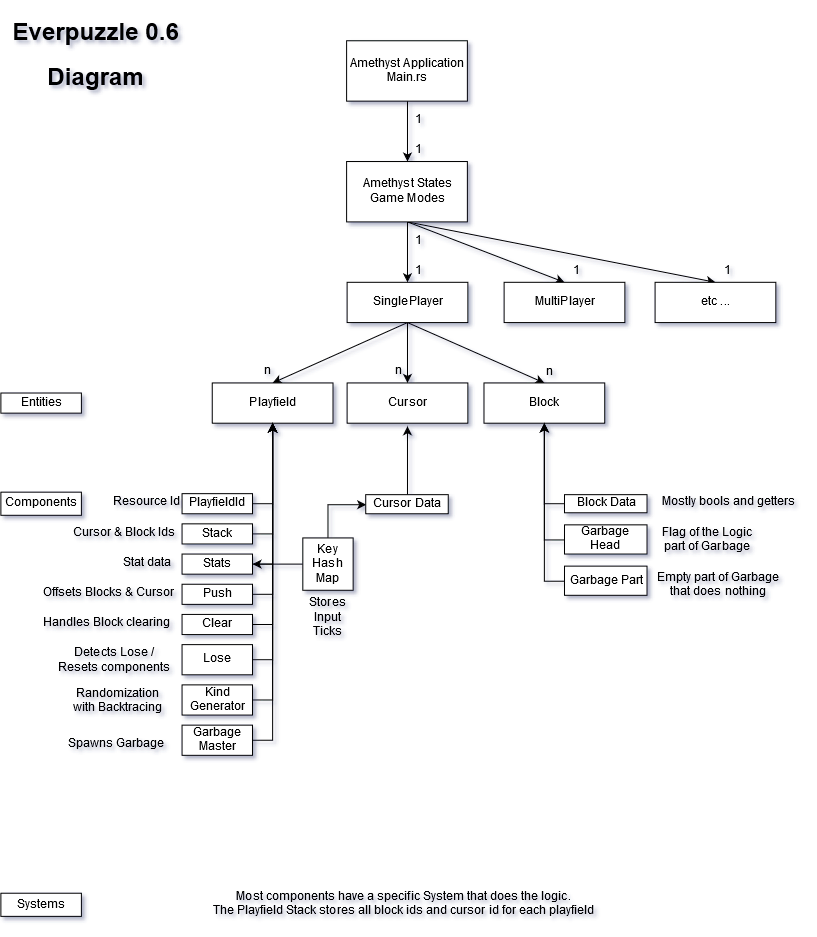 Everpuzzle 0.6
Diagram
Amethyst Application
Main.rs
1
1
Amethyst States
Game Modes
1
1
1
1
SinglePlayer
MultiPlayer
etc ...
n
n
n
Entities
Playfield
Cursor
Block
Components
Resource Id
PlayfieldId
Cursor & Block Ids
Stack
Stat data
Stats
Offsets Blocks & Cursor
Push
Handles Block clearing
Clear
Detects Lose /
Resets components
Lose
Randomization
with Backtracing
Kind
Generator
Spawns Garbage
Garbage
Master
Cursor Data
Key
Hash
Map
Stores
Input
Ticks
Block Data
Mostly bools and getters
Garbage
Head
Flag of the Logic
part of Garbage
Garbage Part
Empty part of Garbage
that does nothing
Systems
Most components have a specific System that does the logic.
The Playfield Stack stores all block ids and cursor id for each playfield